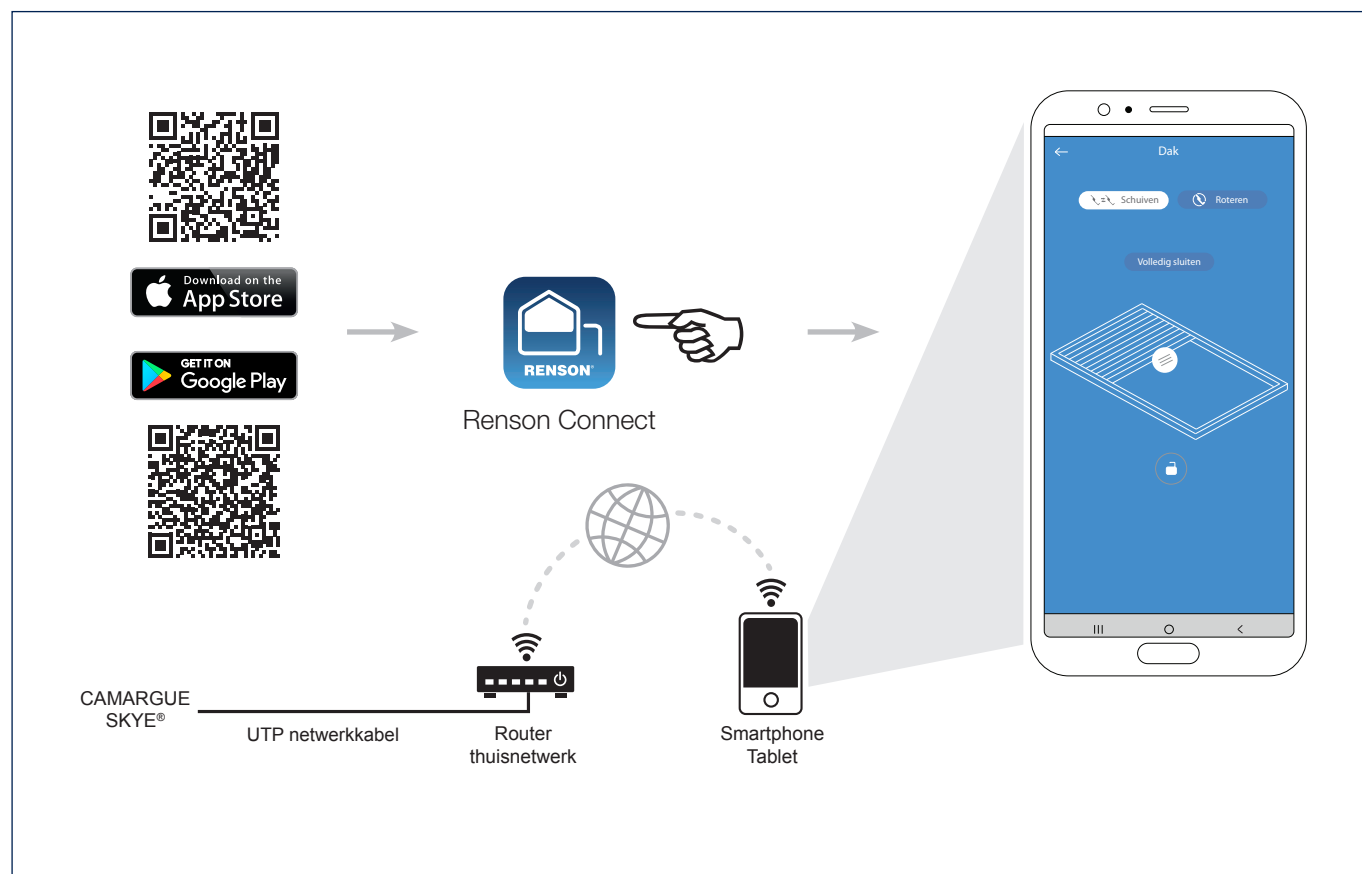 Download on the
App Store
GET IT ON
Google Play
RENSON®
Renson Connect
Dak
Schuiven
Roteren
Volledig sluiten
CAMARGUE
SKYE®
UTP netwerkkabel
Router
thuisnetwerk
Smartphone
Tablet